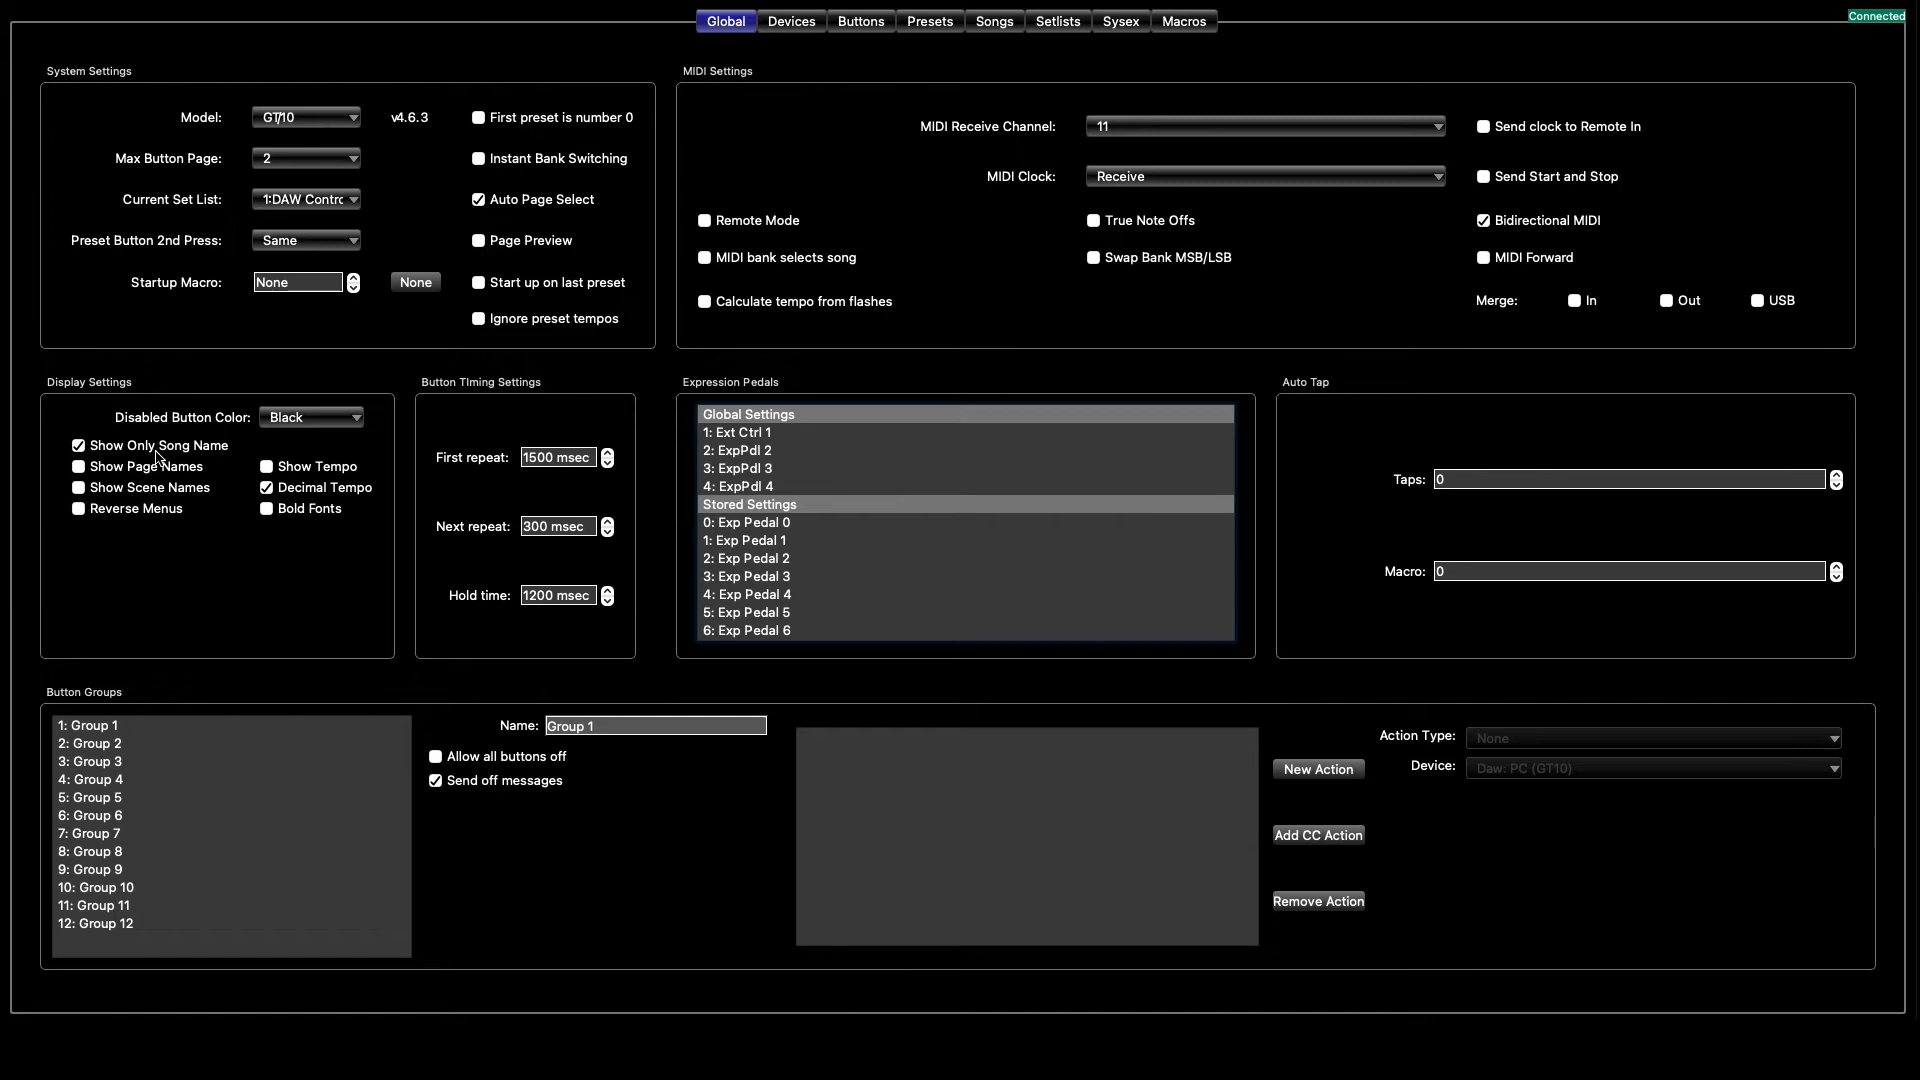 Global Devices Buttons Presets Songs Setlists Sysex Macros
Connected
System Settings
Model: GT/10 v4.6.3 First preset is number 0
Max Button Page: 2 Instant Bank Switching
Current Set List: 1:DAW Contrc Auto Page Select
Preset Button 2nd Press: Same Page Preview
Startup Macro: None None Start up on last preset
Ignore preset tempos
MIDI Settings
MIDI Receive Channel: 11 Send clock to Remote In
MIDI Clock: Receive Send Start and Stop
Remote Mode True Note Offs Bidirectional MIDI
MIDI bank selects song Swap Bank MSB/LSB MIDI Forward
Calculate tempo from flashes Merge: In Out USB
Display Settings
Disabled Button Color: Black
Show Only Song Name
Show Page Names Show Tempo
Show Scene Names Decimal Tempo
Reverse Menus Bold Fonts
Button TIming Settings
First repeat: 1500 msec
Next repeat: 300 msec
Hold time: 1200 msec
Expression Pedals
Global Settings
1: Ext Ctrl 1
2: ExpPdl 2
3: ExpPdl 3
4: ExpPdl 4
Stored Settings
0: Exp Pedal 0
1: Exp Pedal 1
2: Exp Pedal 2
3: Exp Pedal 3
4: Exp Pedal 4
5: Exp Pedal 5
6: Exp Pedal 6
Auto Tap
Taps: 0
Macro: 0
Button Groups
1: Group 1
2: Group 2
3: Group 3
4: Group 4
5: Group 5
6: Group 6
7: Group 7
8: Group 8
9: Group 9
10: Group 10
11: Group 11
12: Group 12
Name: Group 1
Allow all buttons off
Send off messages
New Action
Add CC Action
Remove Action
Action Type: None
Device: Daw: PC (GT10)